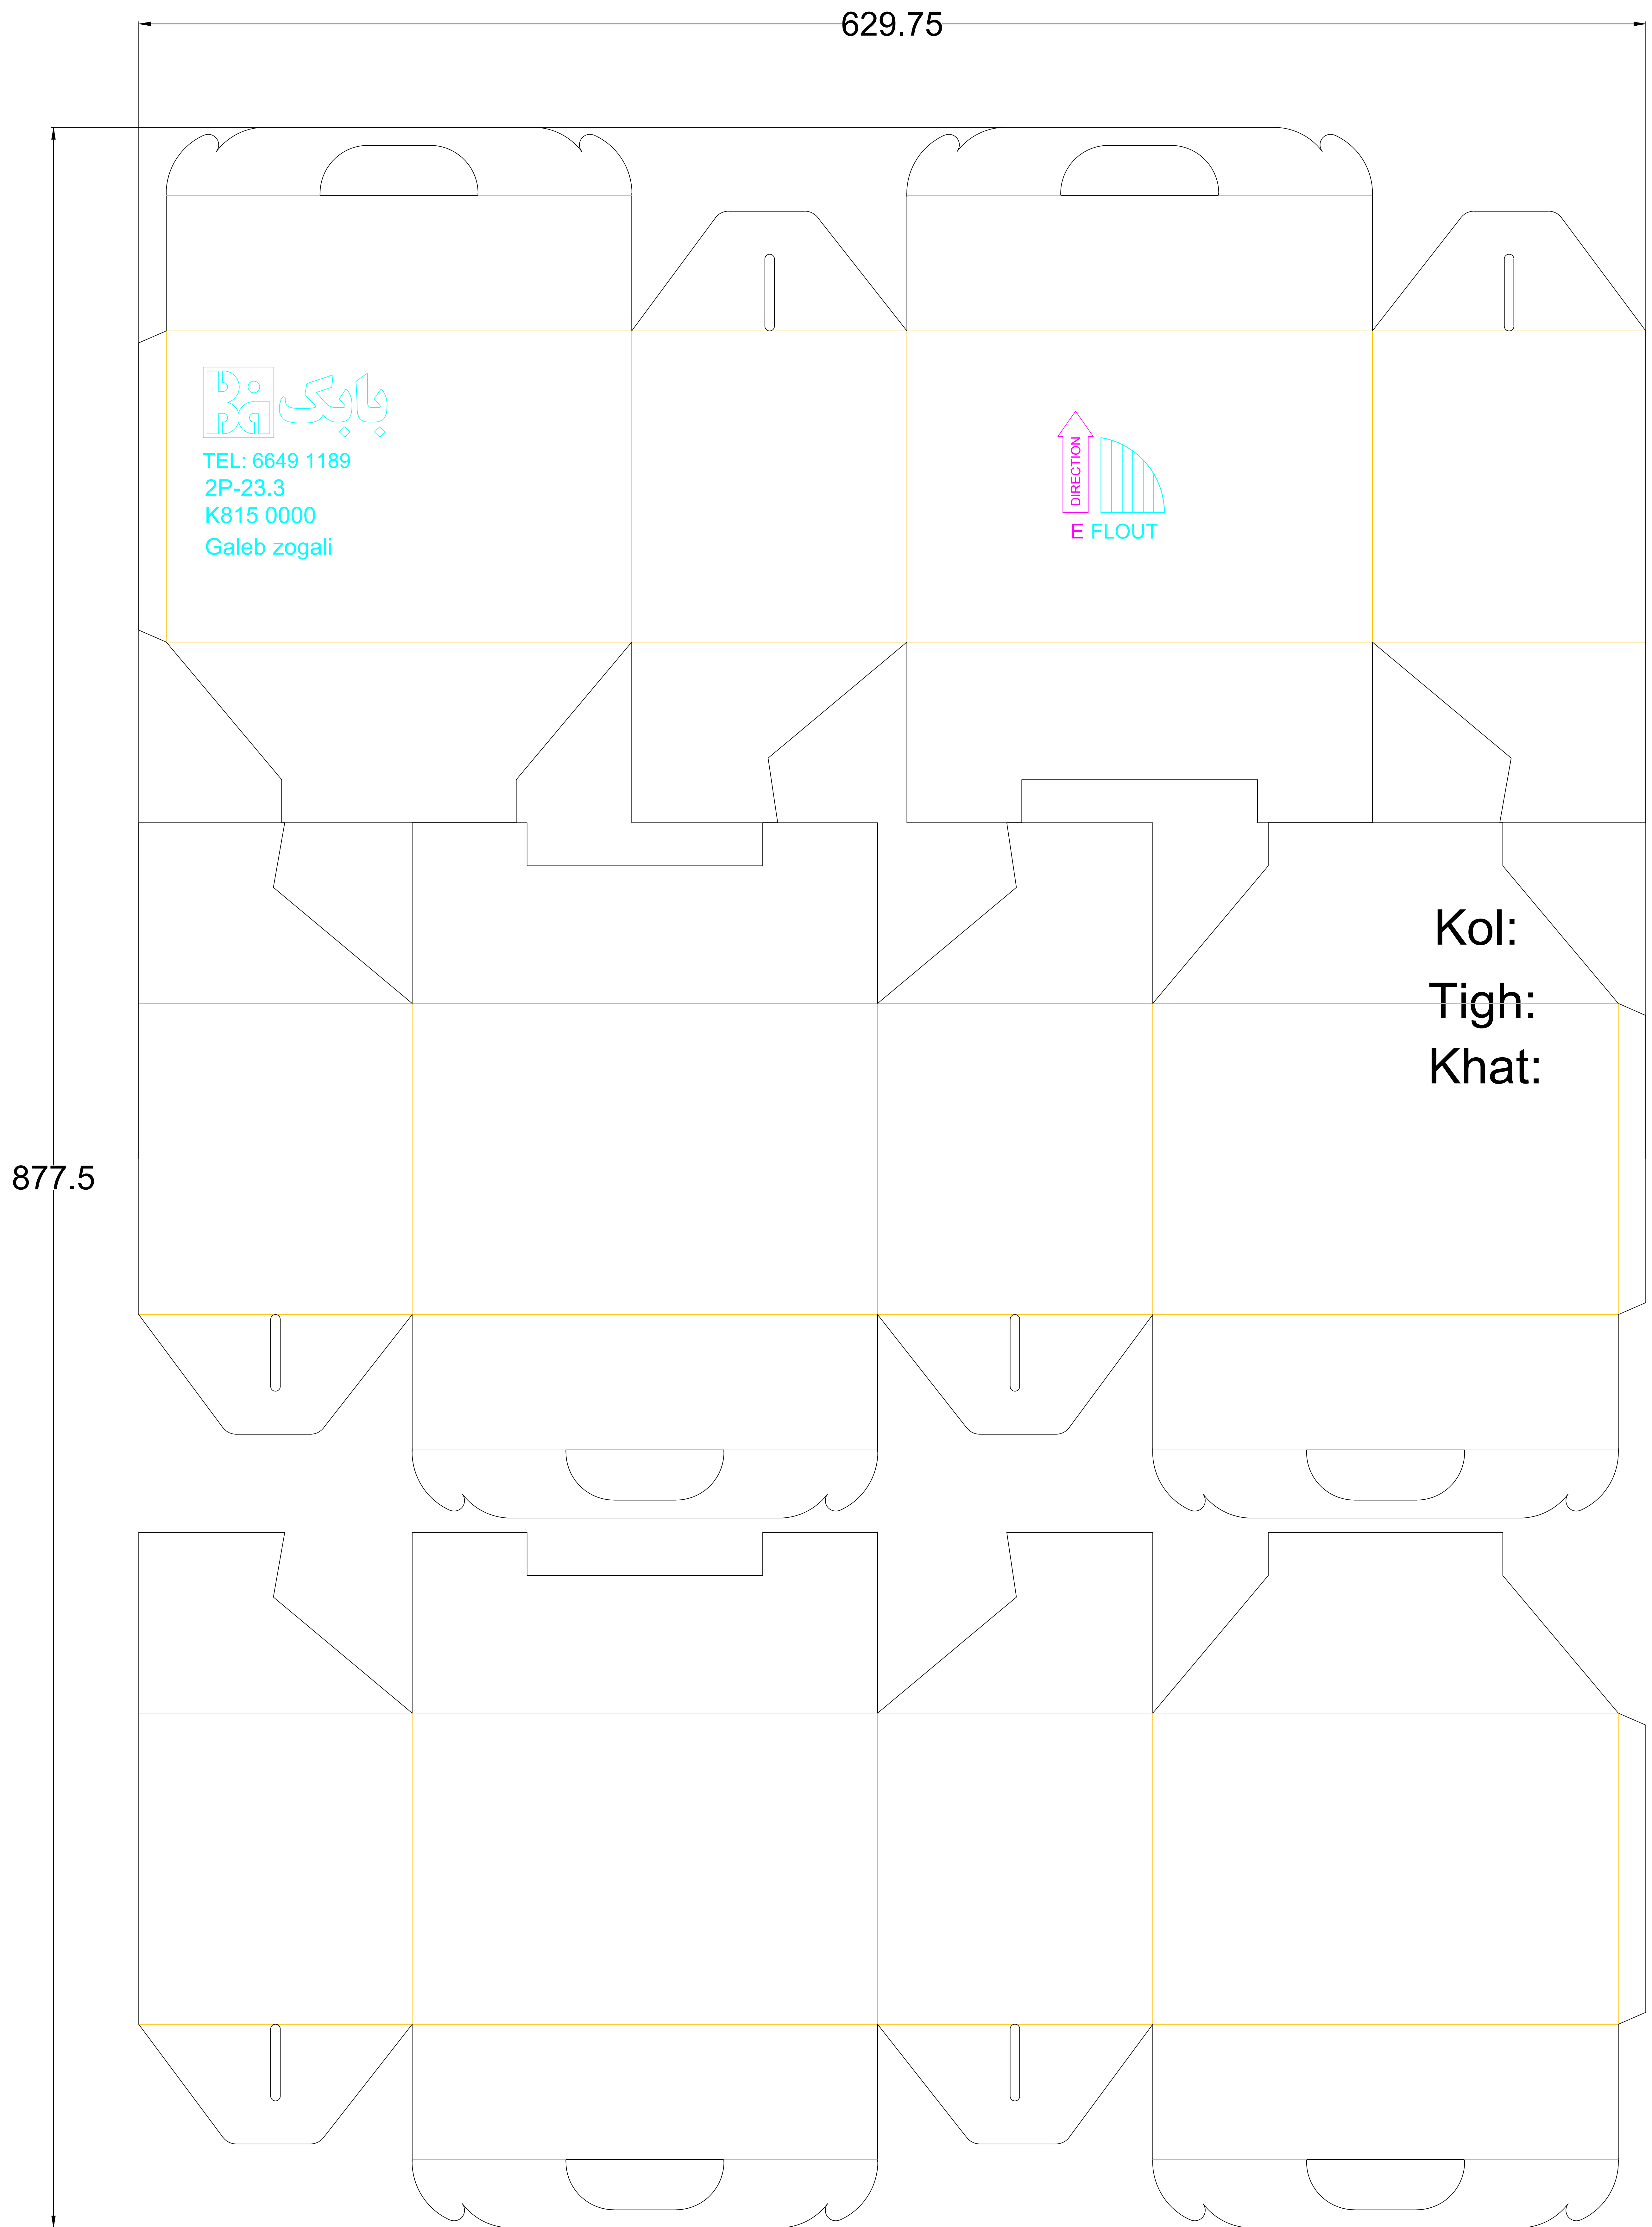 629.75
بابک
TEL: 6649 1189
2P-23.3
K815 0000
Galeb zogali
DIRECTION
E FLOUT
Kol:
Tigh:
Khat:
877.5